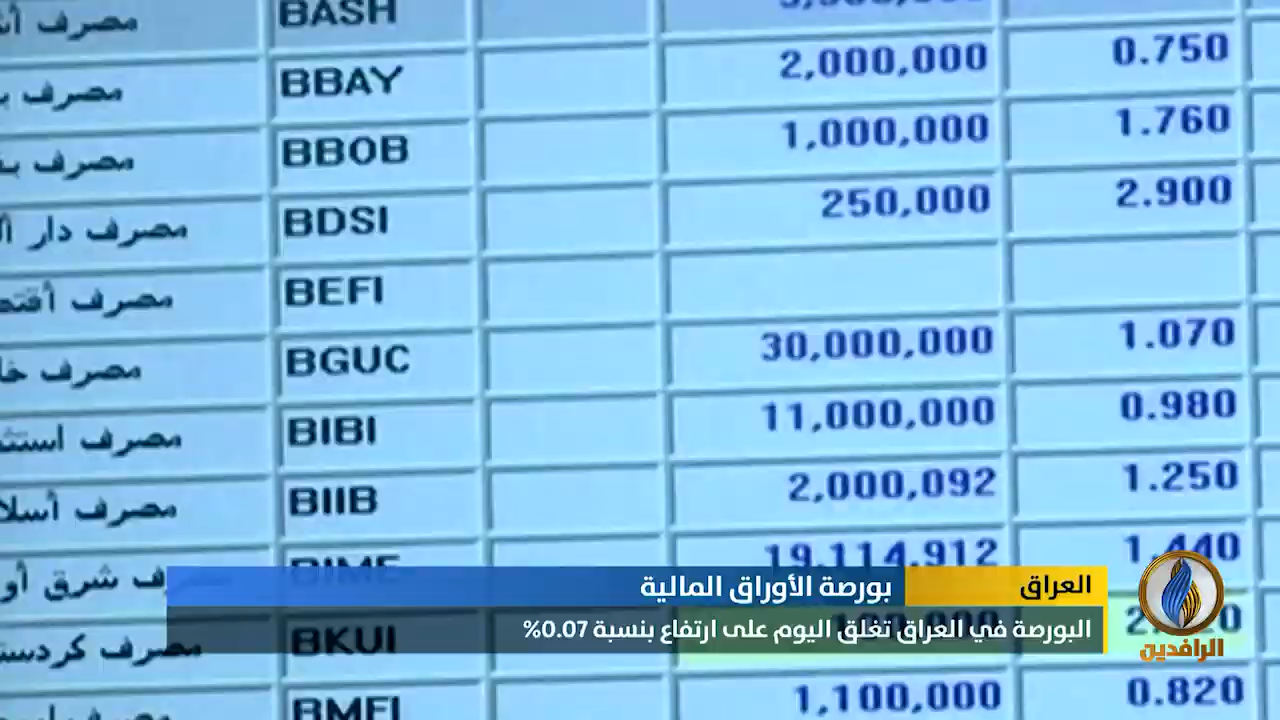 مصرف BASH
مصرف BBAY 2,000,000 0.750
مصرف BBOB 1,000,000 1.760
مصرف دار BDSI 250,000 2.900
مصرف BEFI
مصرف BGUC 30,000,000 1.070
مصرف BIBI 11,000,000 0.980
مصرف BIIB 2,000,092 1.250
شرق BIME 19,114,912 1.440
العراق بورصة الأوراق المالية
البورصة في العراق تغلق اليوم على ارتفاع بنسبة 0.07%
الرافدين
مصرف BKUI
BMFI 1,100,000 0.820